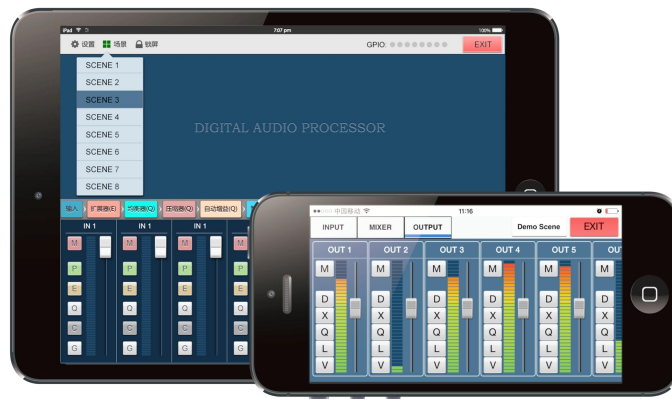 iPad 7:07 pm 100%
设置 场景 锁屏 GPIO: EXIT
SCENE 1
SCENE 2
SCENE 3
SCENE 4
SCENE 5
SCENE 6
SCENE 7
SCENE 8
DIGITAL AUDIO PROCESSOR
输入 扩展器(E) 均衡器(Q) 压缩器(Q) 自动增益(Q)
IN 1 IN 1 IN 1
M M M
P P P
E E E
Q Q Q
C C C
G G G
中国移动 11:16
INPUT MIXER OUTPUT Demo Scene EXIT
OUT 1 OUT 2 OUT 3 OUT 4 OUT 5 OU
M M M M M
D D D D D
X X X X X
Q Q Q Q Q
L L L L L
V V V V V